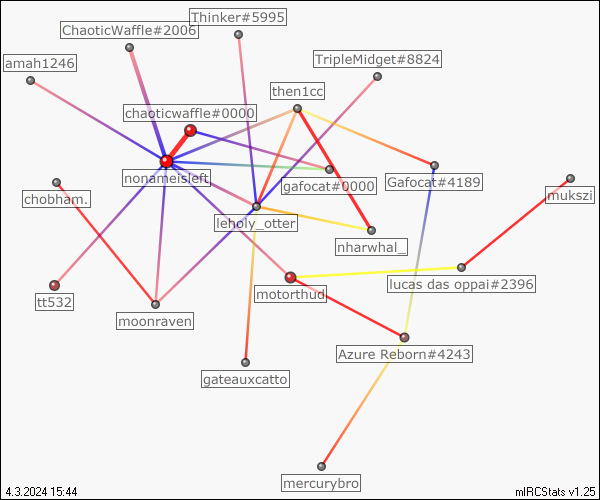 Thinker#5995
ChaoticWaffle#2006
TripleMidget#8824
amah1246
then1cc
chaoticwaffle#0000
nonameisleft
gafocat#0000
Gafocat#4189
mukszi
chobham.
leholy_otter
nharwhal_
lucas das oppai#2396
tt532
motorthud
moonraven
Azure Reborn#4243
gateauxcatto
mercurybro
4.3.2024 15:44
mIRCStats v1.25